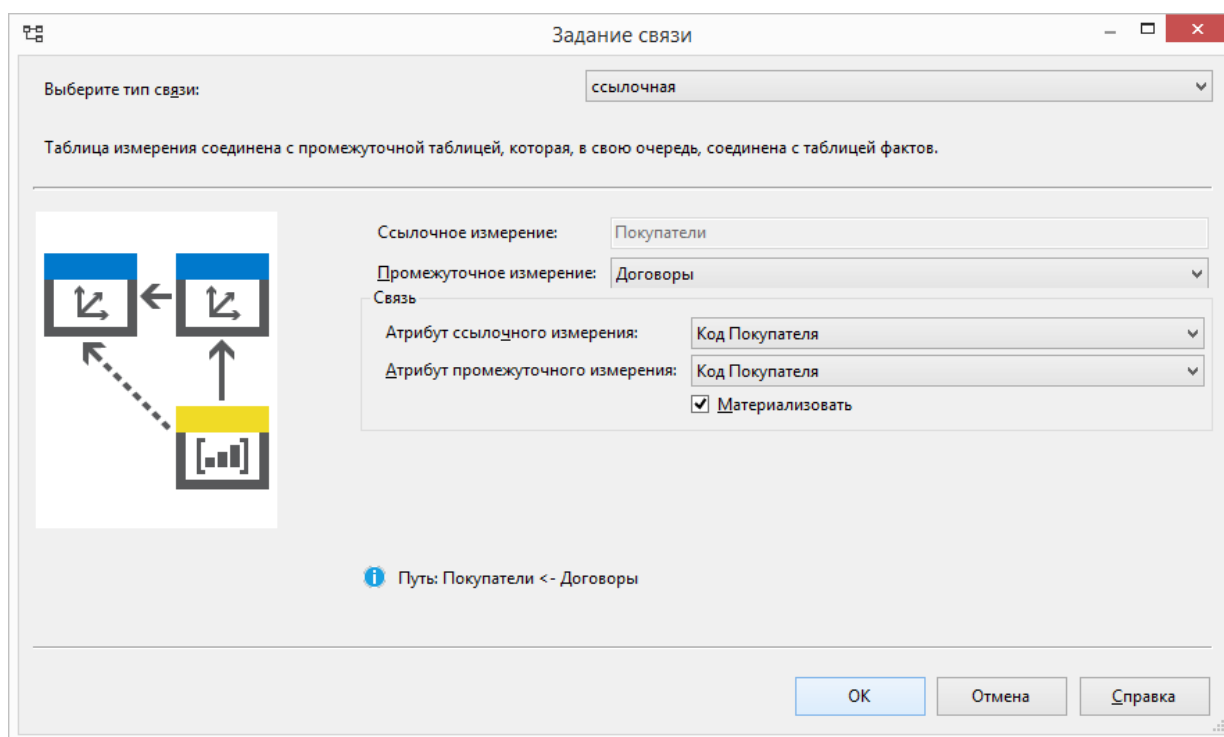 Задание связи
Выберите тип связи: ссылочная
Таблица измерения соединена с промежуточной таблицей, которая, в свою очередь, соединена с таблицей фактов.
Ссылочное измерение: Покупатели
Промежуточное измерение: Договоры
Связь
Атрибут ссылочного измерения: Код Покупателя
Атрибут промежуточного измерения: Код Покупателя
Материализовать
Путь: Покупатели <- Договоры
ОК Отмена Справка